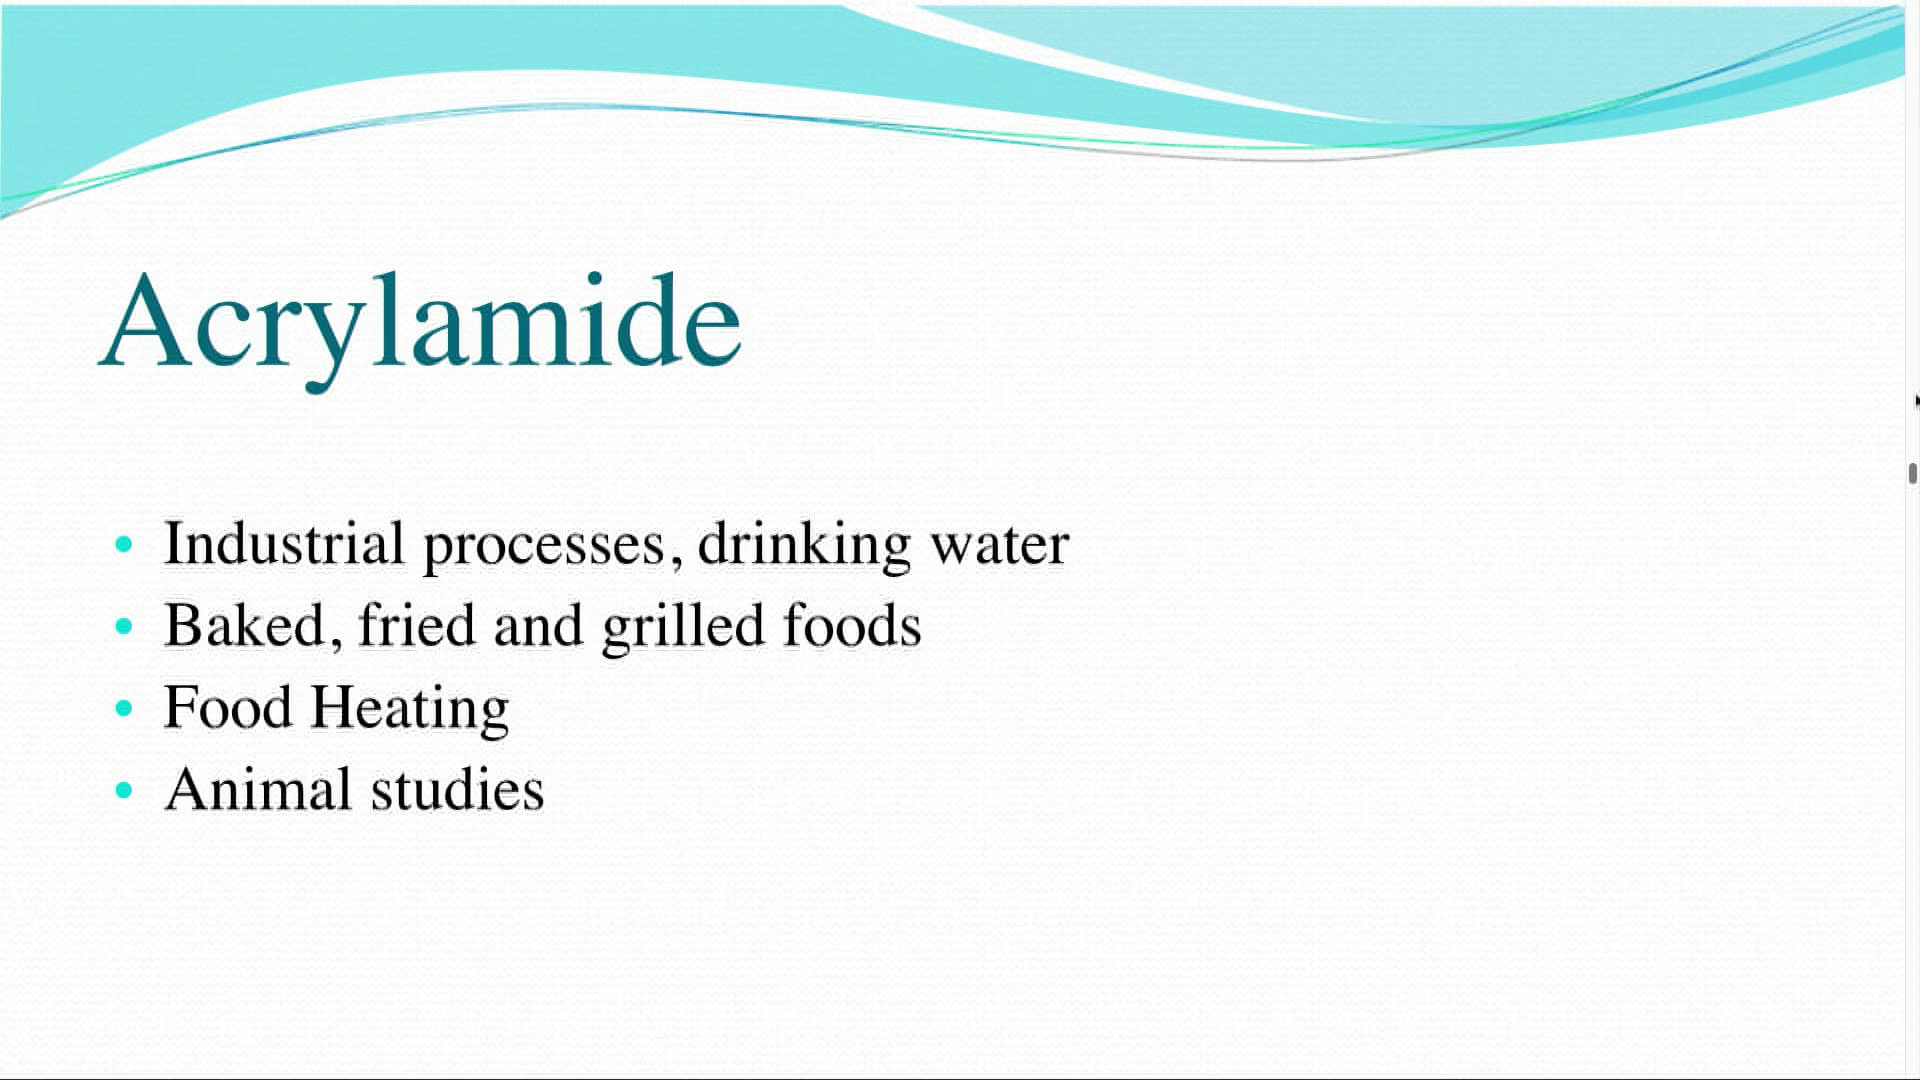 Acrylamide
• Industrial processes, drinking water
• Baked, fried and grilled foods
• Food Heating
• Animal studies